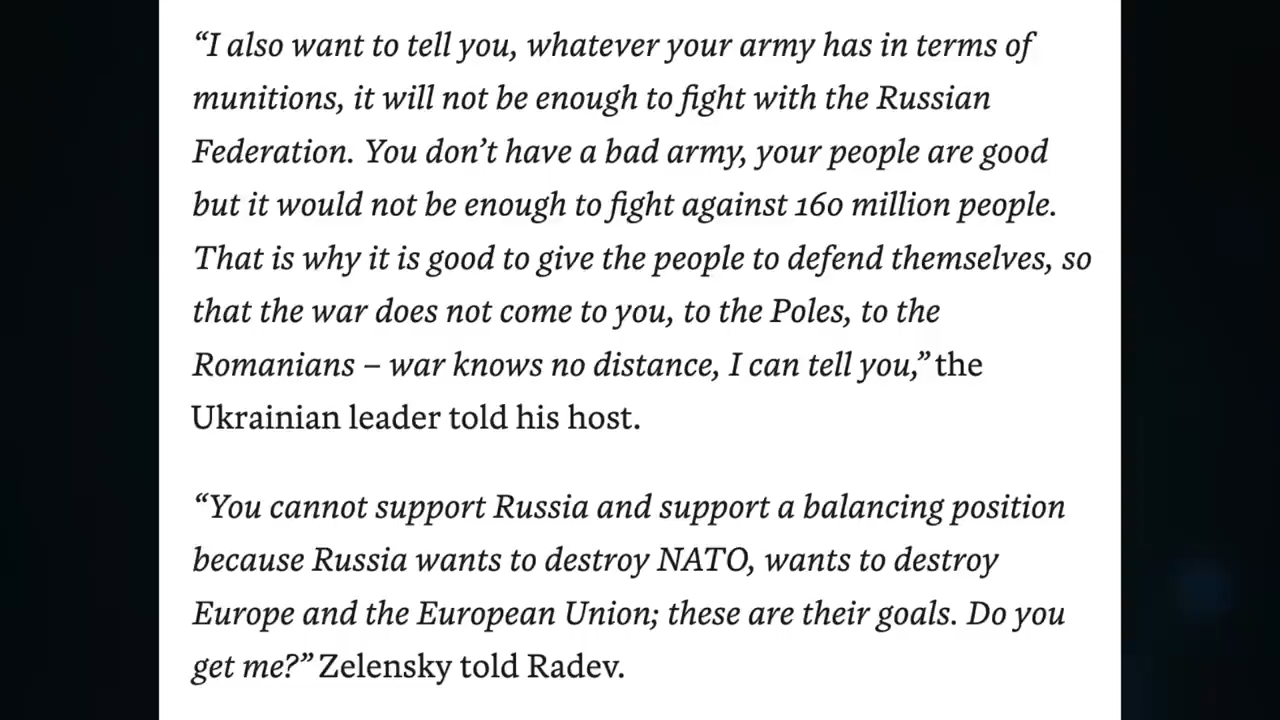 “I also want to tell you, whatever your army has in terms of
munitions, it will not be enough to fight with the Russian
Federation. You don’t have a bad army, your people are good
but it would not be enough to fight against 160 million people.
That is why it is good to give the people to defend themselves, so
that the war does not come to you, to the Poles, to the
Romanians – war knows no distance, I can tell you,” the
Ukrainian leader told his host.
“You cannot support Russia and support a balancing position
because Russia wants to destroy NATO, wants to destroy
Europe and the European Union; these are their goals. Do you
get me?” Zelensky told Radev.